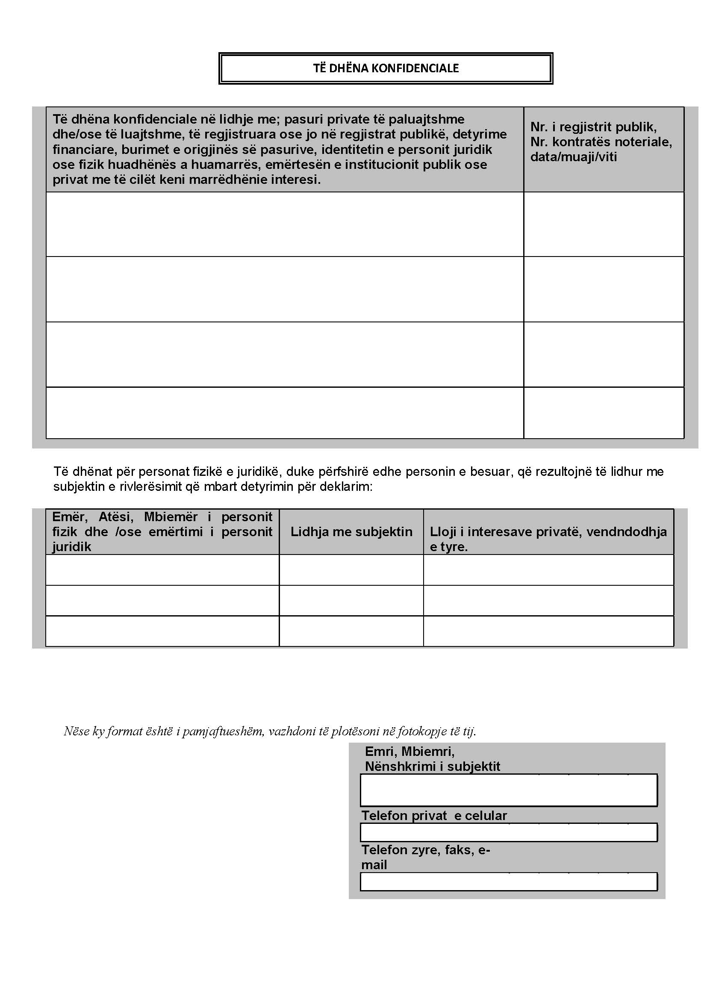 TË DHËNA KONFIDENCIALE
Të dhëna konfidenciale në lidhje me; pasuri private të paluajtshme
dhe/ose të luajtshme, të regjistruara ose jo në regjistrat publikë, detyrime
financiare, burimet e origjinës së pasurive, identitetin e personit juridik
ose fizik huadhënës a huamarrës, emërtesën e institucionit publik ose
privat me të cilët keni marrëdhënie interesi.
Nr. i regjistrit publik,
Nr. kontratës noteriale,
data/muaji/viti
Të dhënat për personat fizikë e juridikë, duke përfshirë edhe personin e besuar, që rezultojnë të lidhur me
subjektin e rivlerësimit që mbart detyrimin për deklarim:
Emër, Atësi, Mbiemër i personit
fizik dhe /ose emërtimi i personit
juridik
Lidhja me subjektin
Lloji i interesave privatë, vendndodhja
e tyre.
Nëse ky format është i pamjaftueshëm, vazhdoni të plotësoni në fotokopje të tij.
Emri, Mbiemri,
Nënshkrimi i subjektit
Telefon privat e celular
Telefon zyre, faks, e-
mail